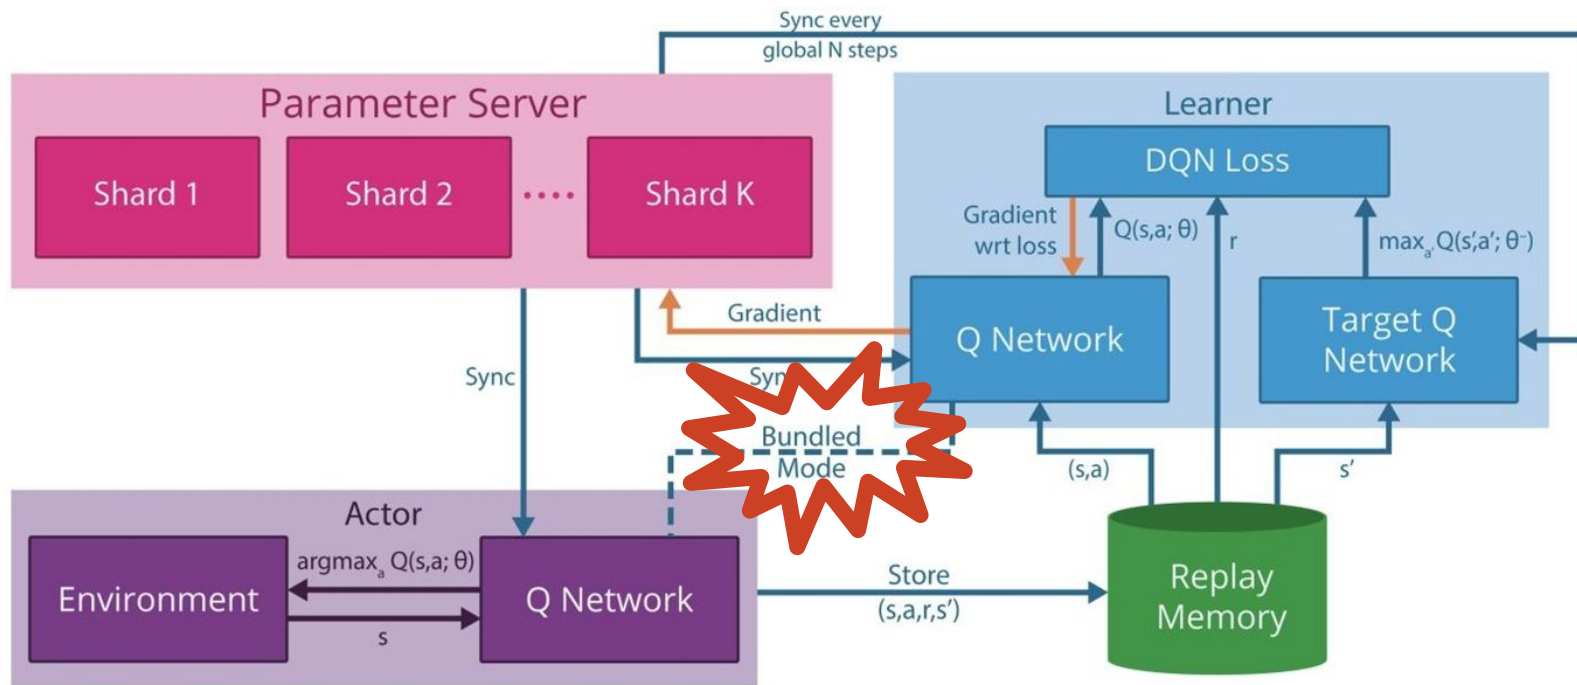 Sync every
global N steps
Parameter Server
Shard 1
Shard 2
....
Shard K
Learner
DQN Loss
Gradient
wrt loss
Q(s,a; θ)
r
maxₐ′ Q(s′,a′; θ⁻)
Q Network
Target Q
Network
Gradient
Sync
Bundled
Mode
(s,a)
s′
Actor
Environment
argmaxₐ Q(s,a; θ)
s
Q Network
Store
(s,a,r,s′)
Replay
Memory